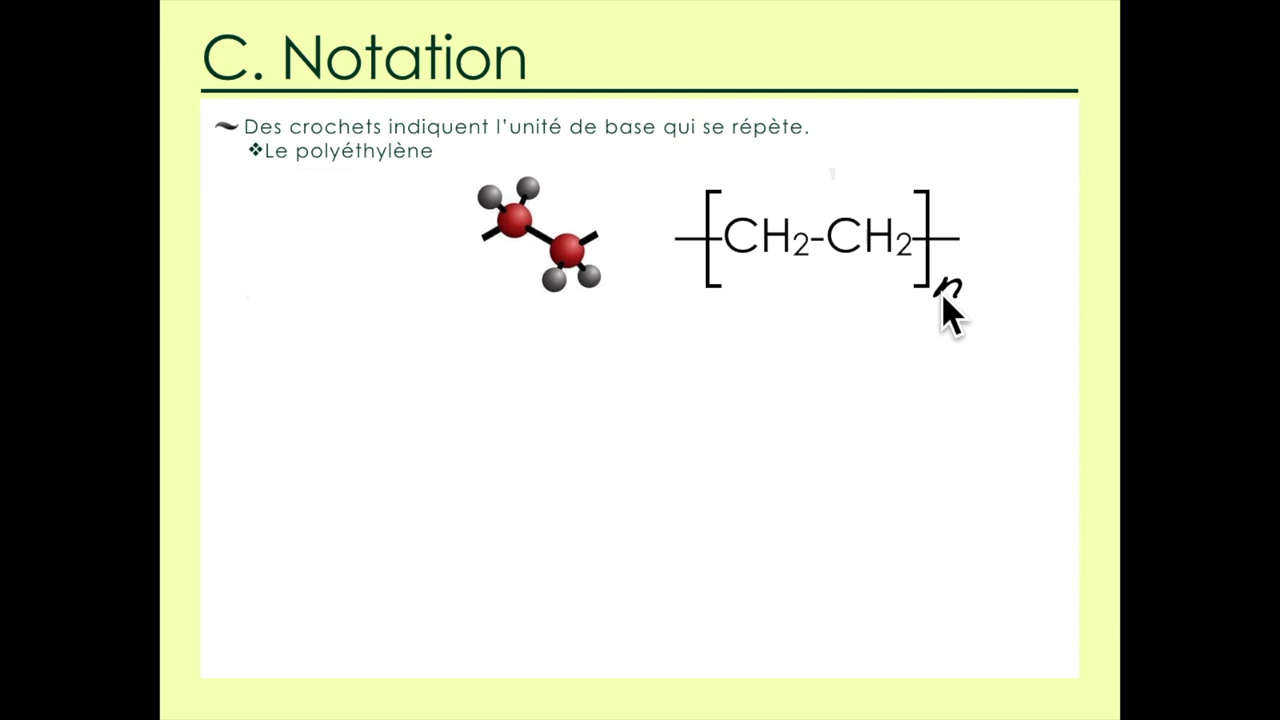 C. Notation
Des crochets indiquent l'unité de base qui se répète.
❖Le polyéthylène
[CH₂-CH₂]n